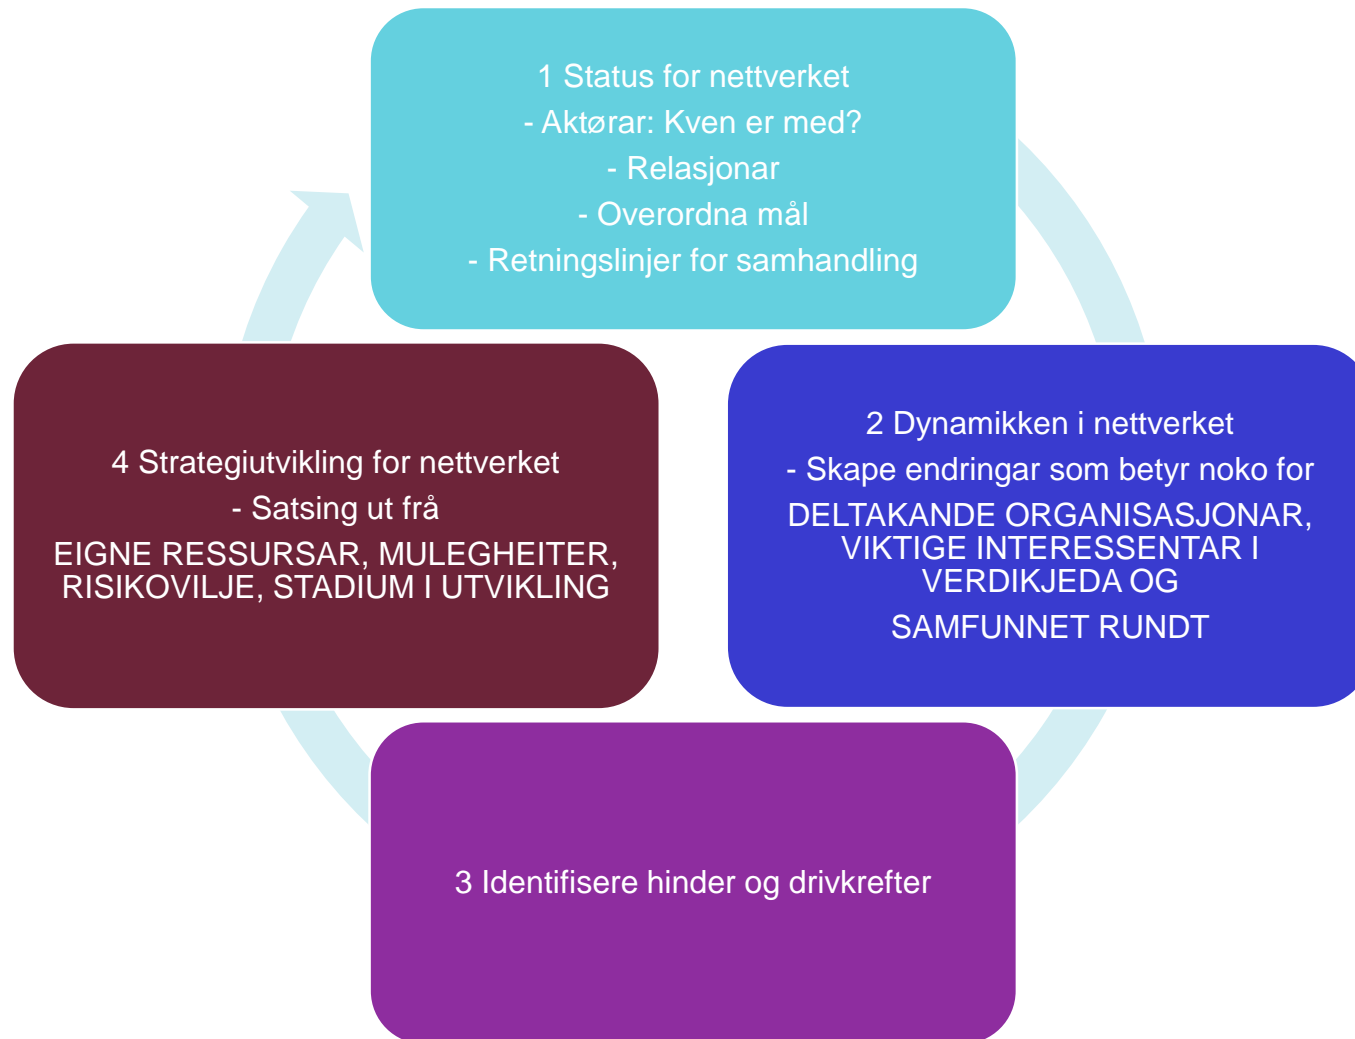 1 Status for nettverket
- Aktørar: Kven er med?
- Relasjonar
- Overordna mål
- Retningslinjer for samhandling
2 Dynamikken i nettverket
- Skape endringar som betyr noko for
DELTAKANDE ORGANISASJONAR,
VIKTIGE INTERESSENTAR I
VERDIKJEDA OG
SAMFUNNET RUNDT
3 Identifisere hinder og drivkrefter
4 Strategiutvikling for nettverket
- Satsing ut frå
EIGNE RESSURSAR, MULEGHEITER,
RISIKOVILJE, STADIUM I UTVIKLING